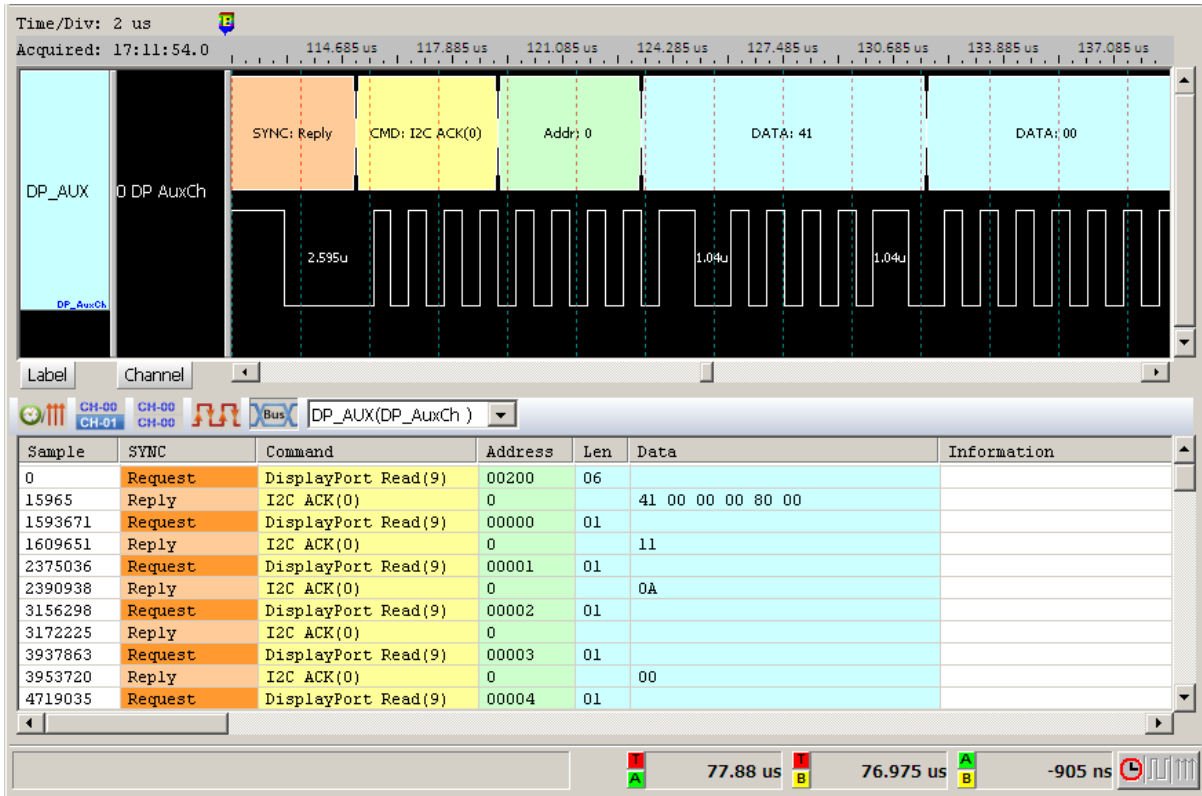 Time/Div: 2 us
Acquired: 17:11:54.0
114.685 us 117.885 us 121.085 us 124.285 us 127.485 us 130.685 us 133.885 us 137.085 us
SYNC: Reply CMD: I2C ACK(0) Addr: 0 DATA: 41 DATA: 00
DP_AUX 0 DP AuxCh
2.595u 1.04u 1.04u
DP_AuxCh
Label Channel
CH-00 CH-01 CH-00 CH-00 Bus DP_AUX(DP_AuxCh )
Sample SYNC Command Address Len Data Information
0 Request DisplayPort Read(9) 00200 06
15965 Reply I2C ACK(0) 0 41 00 00 00 80 00
1593671 Request DisplayPort Read(9) 00000 01
1609651 Reply I2C ACK(0) 0 11
2375036 Request DisplayPort Read(9) 00001 01
2390938 Reply I2C ACK(0) 0 0A
3156298 Request DisplayPort Read(9) 00002 01
3172225 Reply I2C ACK(0) 0
3937863 Request DisplayPort Read(9) 00003 01
3953720 Reply I2C ACK(0) 0 00
4719035 Request DisplayPort Read(9) 00004 01
T A 77.88 us T B 76.975 us A B -905 ns